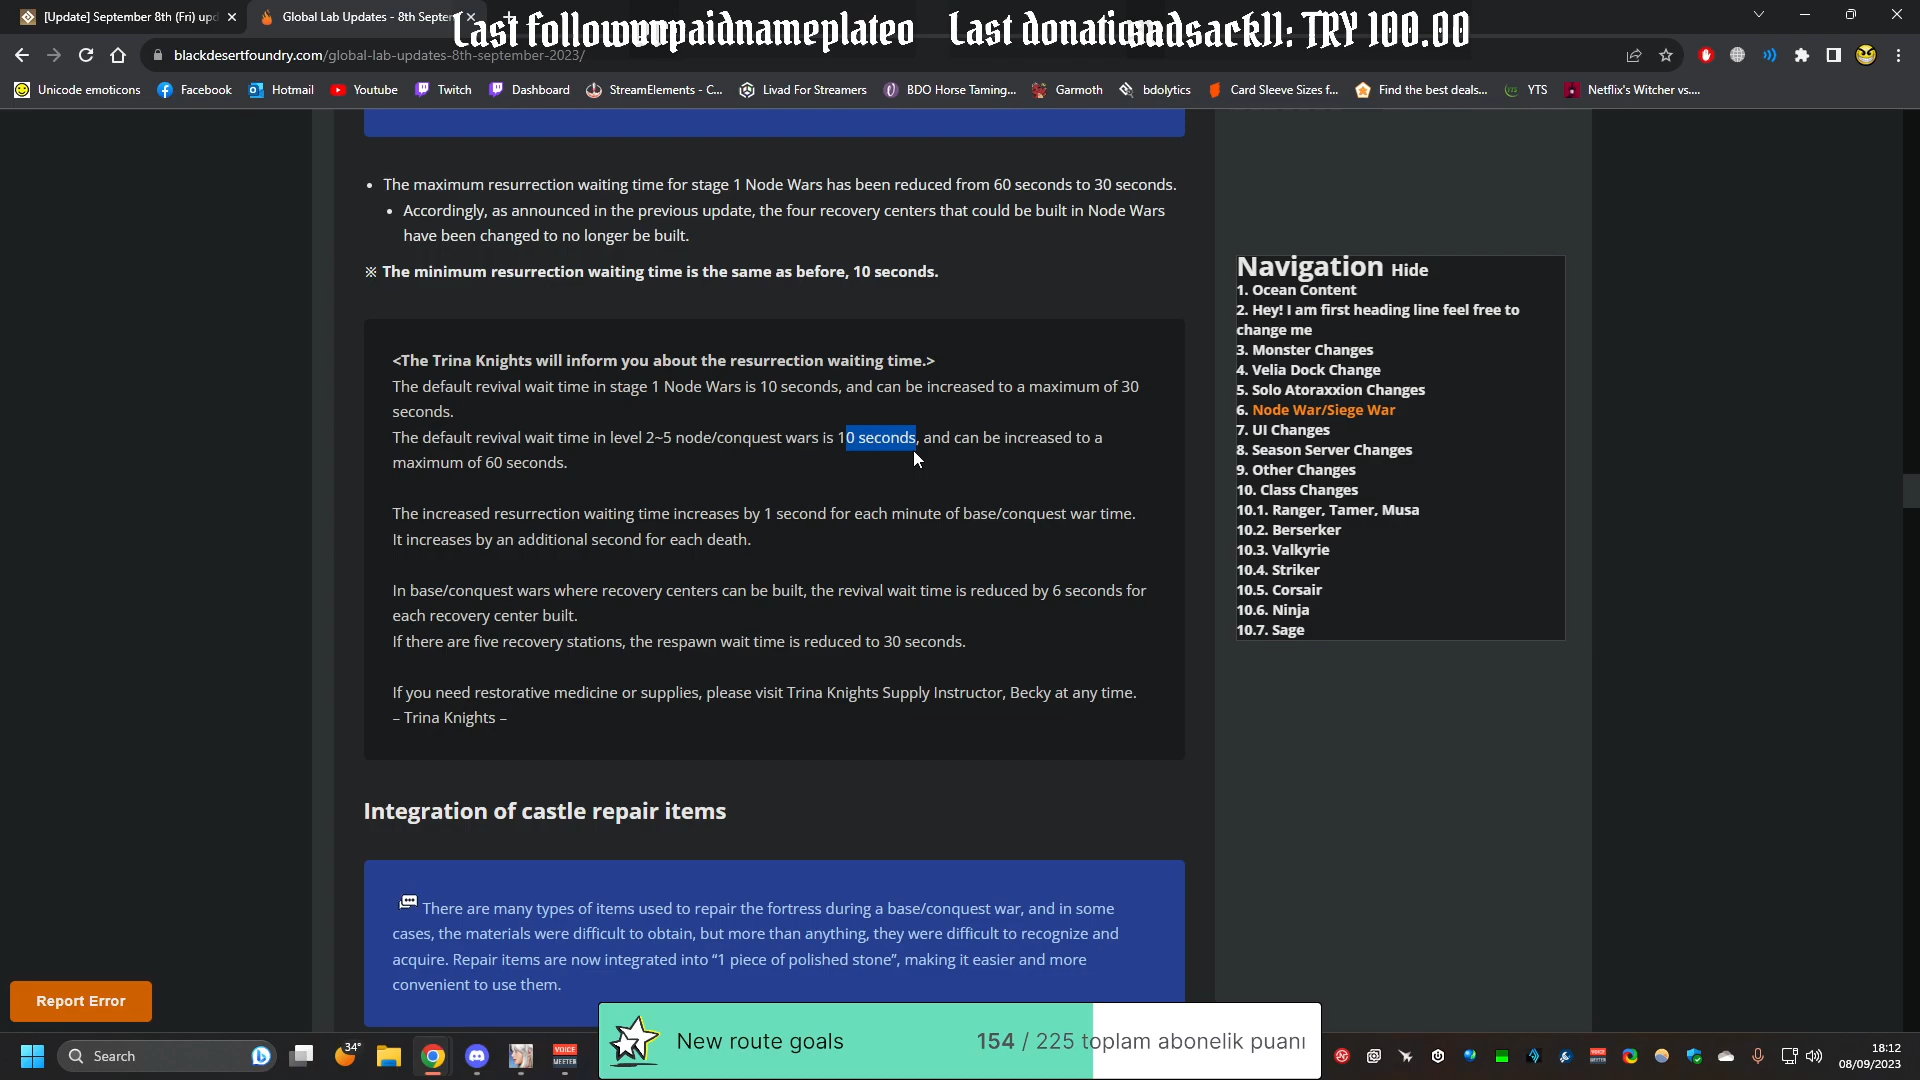 [Update] September 8th (Fri) upd
Global Lab Updates - 8th Septem
Last follower
unpaidnameplateo
Last donation
sadsackll: TRY 100.00
blackdesertfoundry.com/global-lab-updates-8th-september-2023/
Unicode emoticons
Facebook
Hotmail
Youtube
Twitch
Dashboard
StreamElements - C...
Livad For Streamers
BDO Horse Taming...
Garmoth
bdolytics
Card Sleeve Sizes f...
Find the best deals...
YTS
Netflix's Witcher vs....
• The maximum resurrection waiting time for stage 1 Node Wars has been reduced from 60 seconds to 30 seconds.
• Accordingly, as announced in the previous update, the four recovery centers that could be built in Node Wars
have been changed to no longer be built.
※ The minimum resurrection waiting time is the same as before, 10 seconds.
<The Trina Knights will inform you about the resurrection waiting time.>
The default revival wait time in stage 1 Node Wars is 10 seconds, and can be increased to a maximum of 30
seconds.
The default revival wait time in level 2~5 node/conquest wars is 10 seconds, and can be increased to a
maximum of 60 seconds.
The increased resurrection waiting time increases by 1 second for each minute of base/conquest war time.
It increases by an additional second for each death.
In base/conquest wars where recovery centers can be built, the revival wait time is reduced by 6 seconds for
each recovery center built.
If there are five recovery stations, the respawn wait time is reduced to 30 seconds.
If you need restorative medicine or supplies, please visit Trina Knights Supply Instructor, Becky at any time.
– Trina Knights –
Integration of castle repair items
There are many types of items used to repair the fortress during a base/conquest war, and in some
cases, the materials were difficult to obtain, but more than anything, they were difficult to recognize and
acquire. Repair items are now integrated into “1 piece of polished stone”, making it easier and more
convenient to use them.
Navigation Hide
1. Ocean Content
2. Hey! I am first heading line feel free to
change me
3. Monster Changes
4. Velia Dock Change
5. Solo Atoraxxion Changes
6. Node War/Siege War
7. UI Changes
8. Season Server Changes
9. Other Changes
10. Class Changes
10.1. Ranger, Tamer, Musa
10.2. Berserker
10.3. Valkyrie
10.4. Striker
10.5. Corsair
10.6. Ninja
10.7. Sage
Report Error
New route goals
154 / 225 toplam abonelik puanı
Search
34°
VOICE
MEETER
18:12
08/09/2023